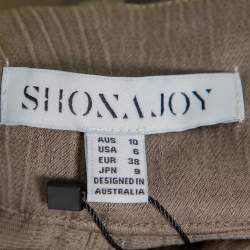 SHONA JOY
AUS 10
USA 6
EUR 38
JPN 9
DESIGNED IN
AUSTRALIA